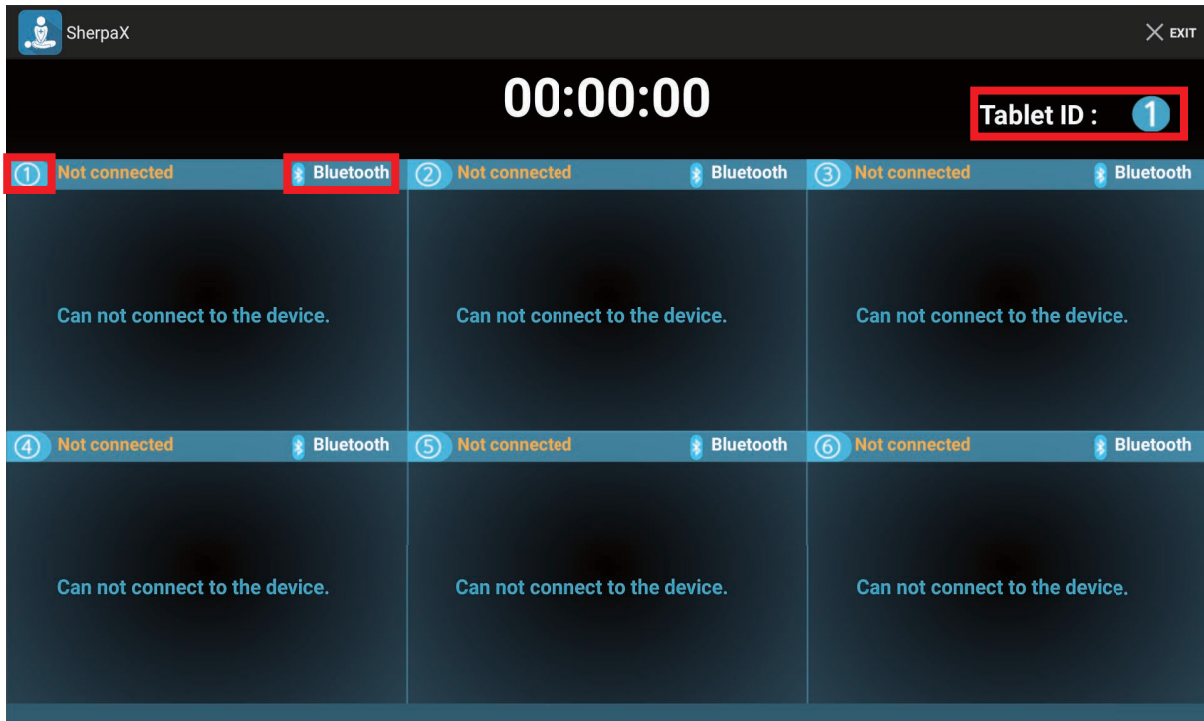 SherpaX
EXIT
00:00:00
Tablet ID : 1
1 Not connected Bluetooth
2 Not connected Bluetooth
3 Not connected Bluetooth
Can not connect to the device.
Can not connect to the device.
Can not connect to the device.
4 Not connected Bluetooth
5 Not connected Bluetooth
6 Not connected Bluetooth
Can not connect to the device.
Can not connect to the device.
Can not connect to the device.